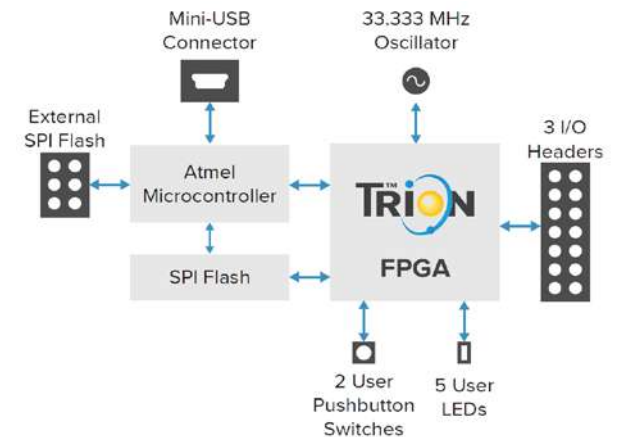 Mini-USB
Connector
33.333 MHz
Oscillator
External
SPI Flash
3 I/O
Headers
Atmel
Microcontroller
TRION™
FPGA
SPI Flash
2 User
Pushbutton
Switches
5 User
LEDs